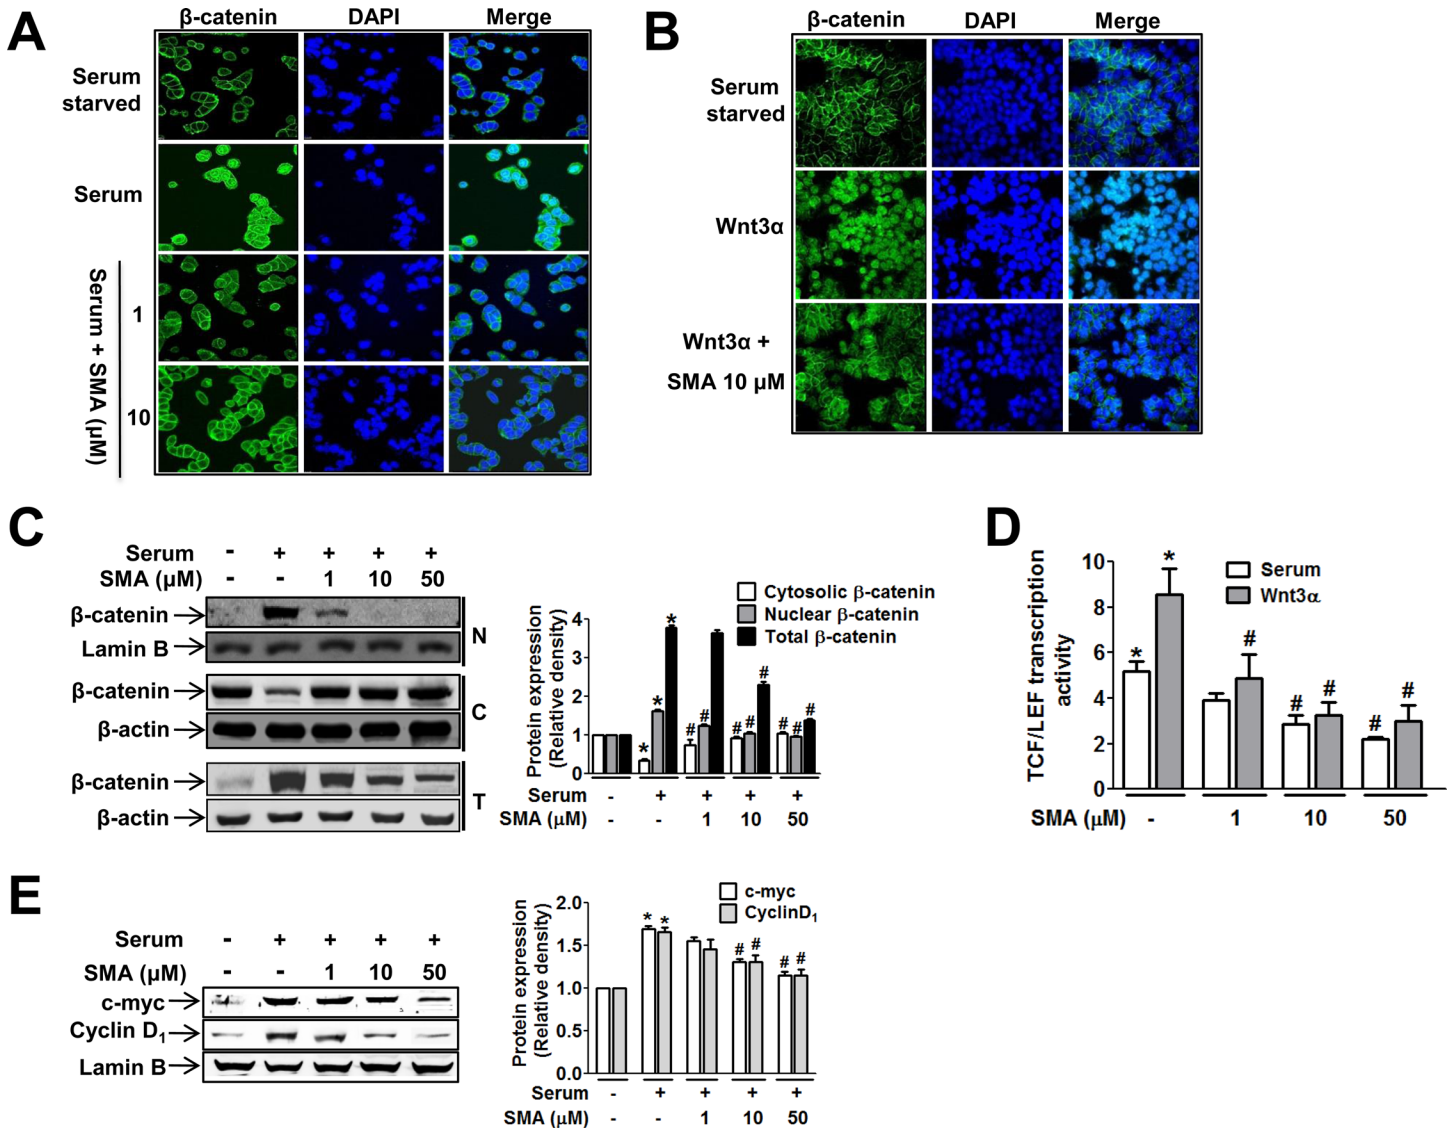 A
β-catenin DAPI Merge
Serum
starved
Serum
Serum + SMA (μM)
1
10
B
β-catenin DAPI Merge
Serum
starved
Wnt3α
Wnt3α +
SMA 10 μM
C
Serum - + + + +
SMA (μM) - - 1 10 50
β-catenin
Lamin B
N
β-catenin
β-actin
C
β-catenin
β-actin
T
Cytosolic β-catenin
Nuclear β-catenin
Total β-catenin
Protein expression
(Relative density)
4
3
2
1
0
* * *
# #
# # #
# # #
Serum - + + + +
SMA (μM) - - 1 10 50
D
TCF/LEF transcription
activity
10
8
6
4
2
0
Serum
Wnt3α
* *
#
# #
# #
SMA (μM) - 1 10 50
E
Serum - + + + +
SMA (μM) - - 1 10 50
c-myc
Cyclin D1
Lamin B
c-myc
CyclinD1
Protein expression
(Relative density)
2.0
1.5
1.0
0.5
0.0
* *
# #
# #
Serum - + + + +
SMA (μM) - - 1 10 50